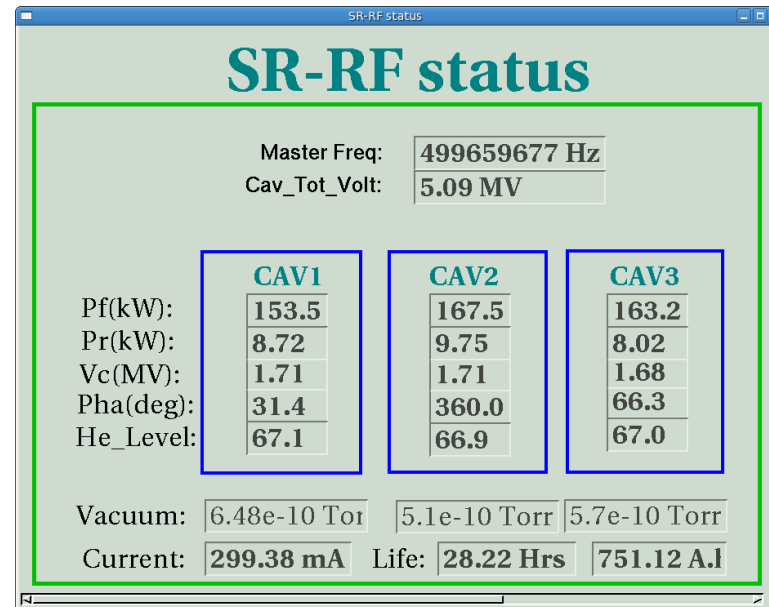 SR-RF status
SR-RF status
Master Freq: 499659677 Hz
Cav_Tot_Volt: 5.09 MV
CAV1 CAV2 CAV3
Pf(kW): 153.5 167.5 163.2
Pr(kW): 8.72 9.75 8.02
Vc(MV): 1.71 1.71 1.68
Pha(deg): 31.4 360.0 66.3
He_Level: 67.1 66.9 67.0
Vacuum: 6.48e-10 Tor 5.1e-10 Torr 5.7e-10 Torr
Current: 299.38 mA Life: 28.22 Hrs 751.12